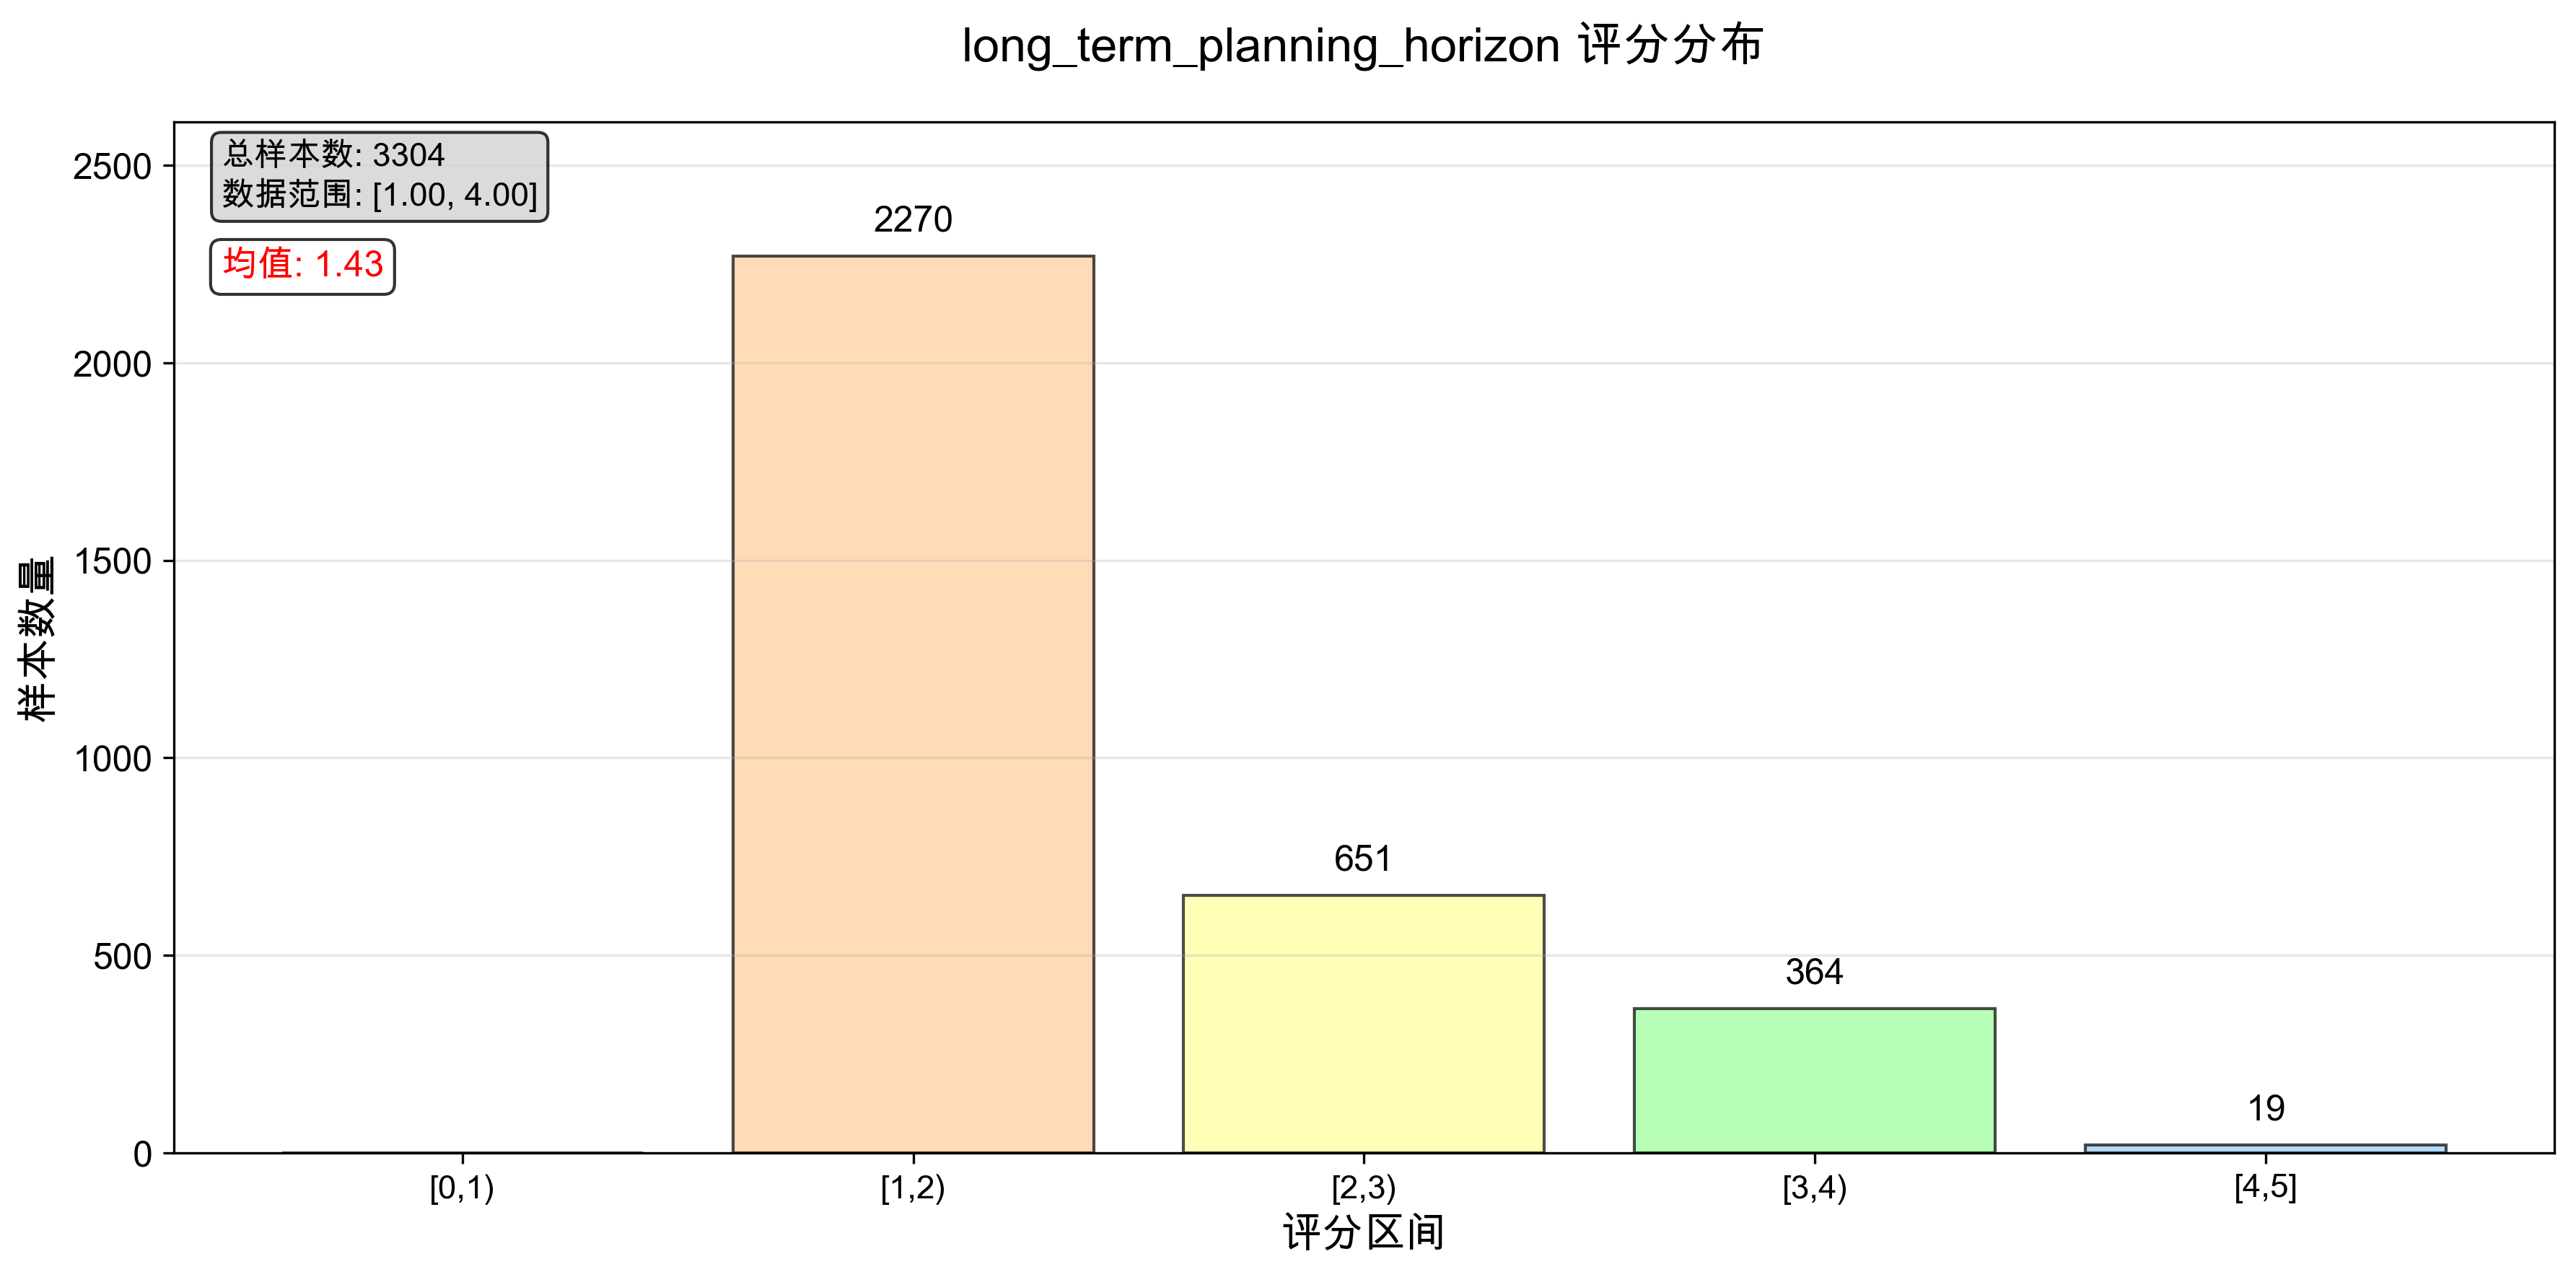 long_term_planning_horizon 评分分布
总样本数: 3304
数据范围: [1.00, 4.00]
均值: 1.43
样本数量
2500
2000
1500
1000
500
0
2270
651
364
19
[0,1)
[1,2)
[2,3)
[3,4)
[4,5]
评分区间